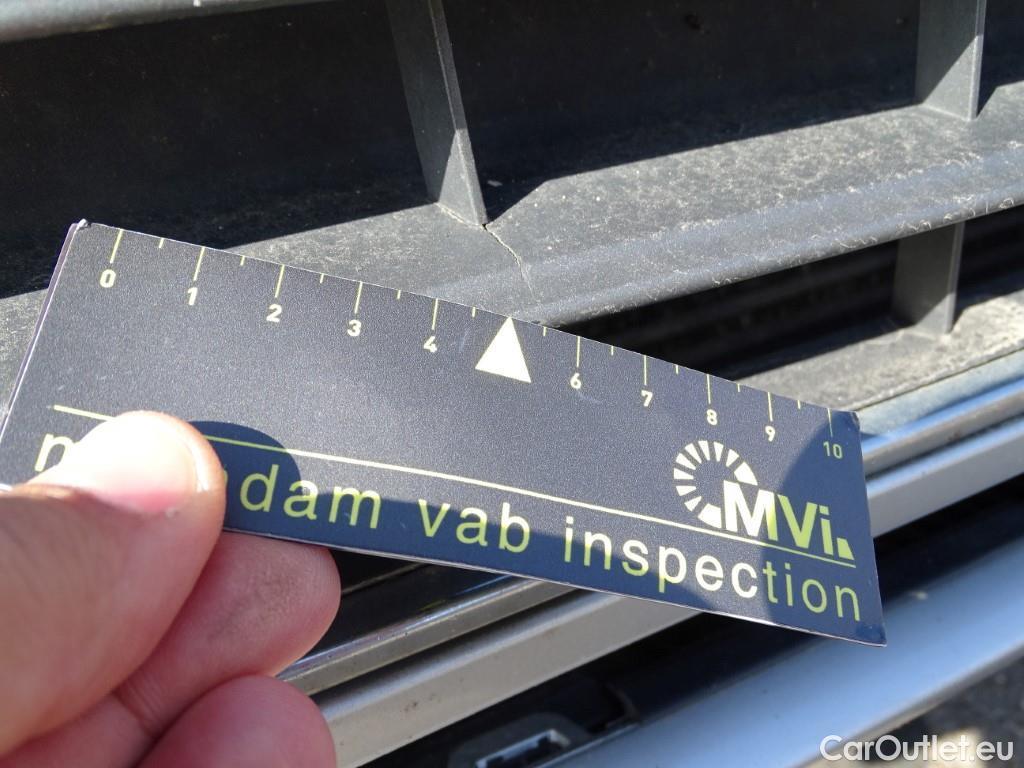 0 1 2 3 4 6 7 8 9 10
MVi
dam vab inspection
CarOutlet.eu